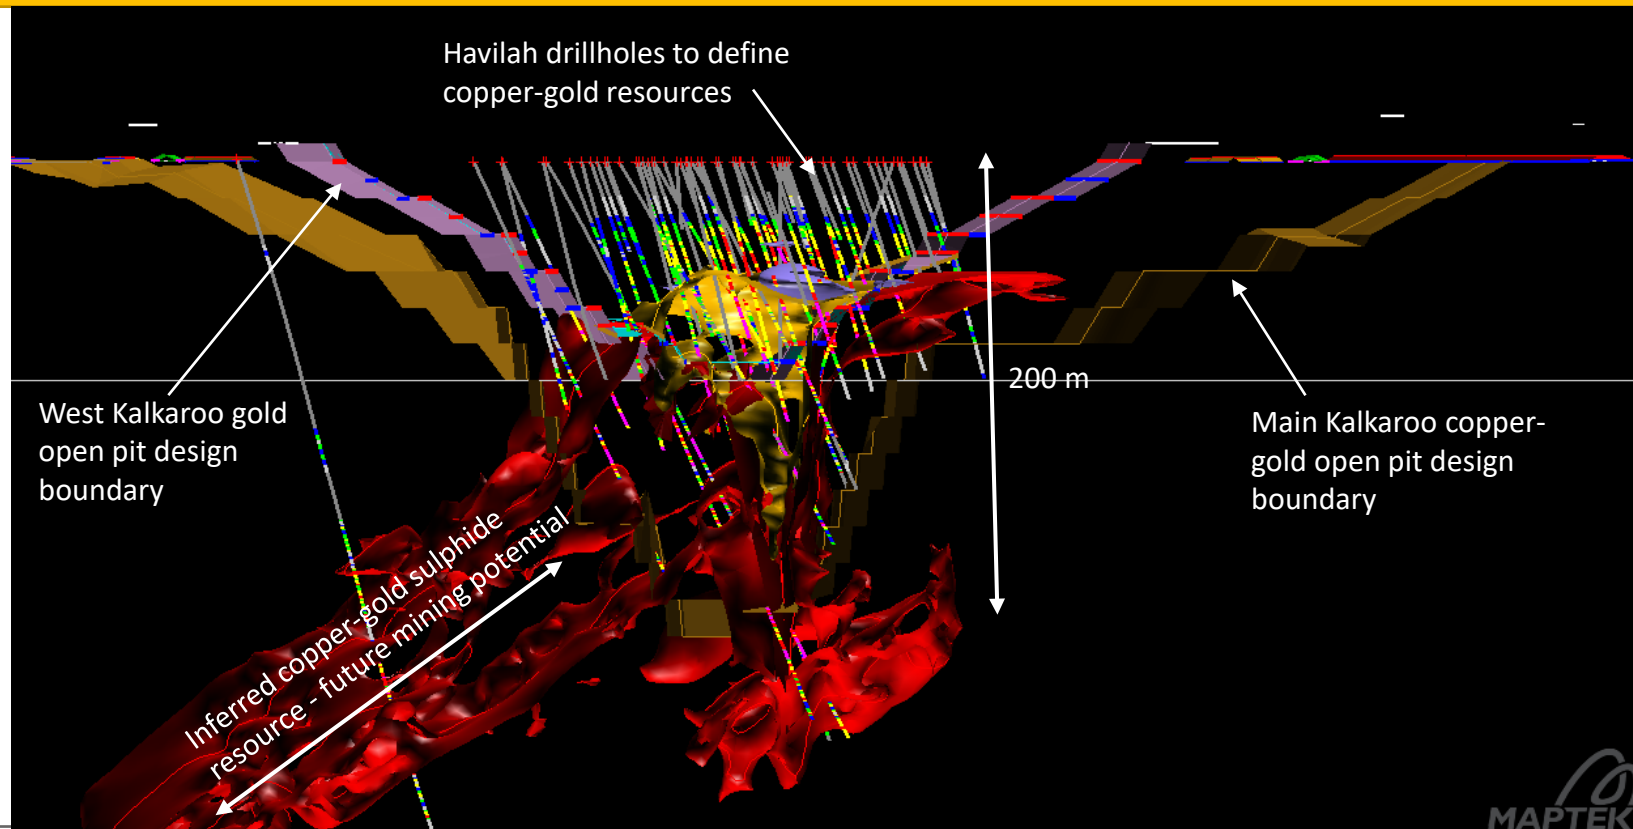 Havilah drillholes to define
copper-gold resources
200 m
West Kalkaroo gold
open pit design
boundary
Main Kalkaroo copper-
gold open pit design
boundary
Inferred copper-gold sulphide
resource - future mining potential
MAPTEK